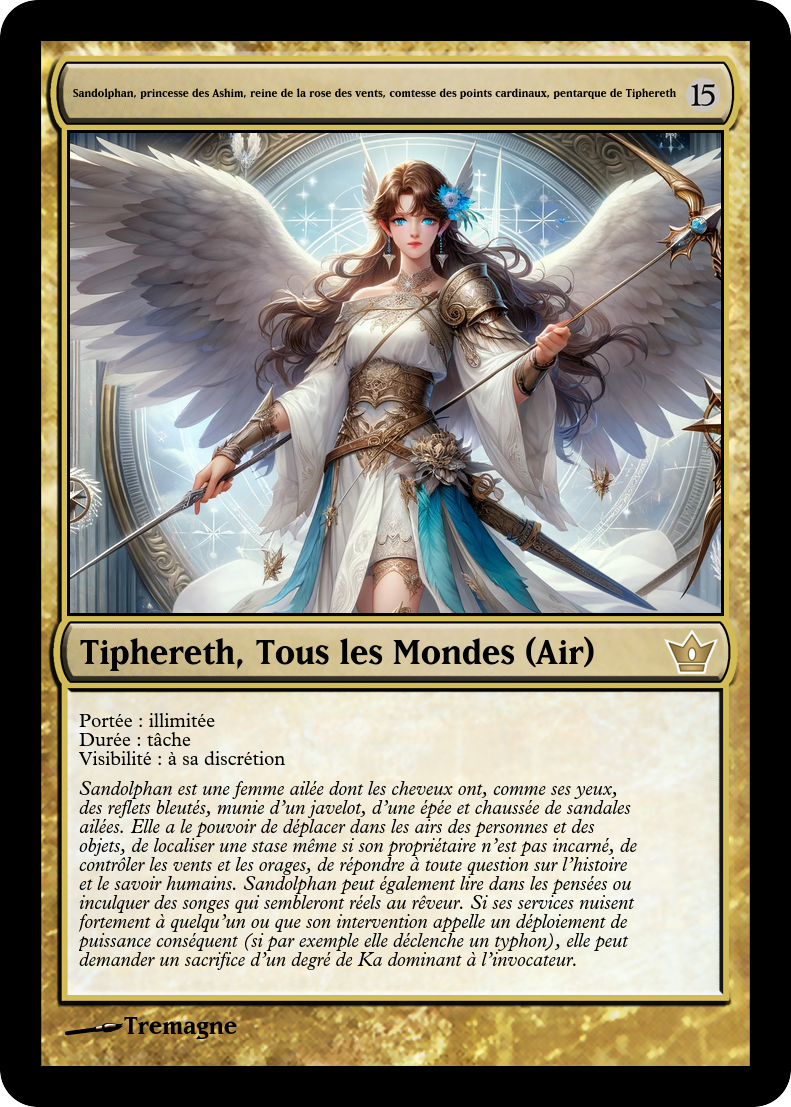 Sandolphan, princesse des Ashim, reine de la rose des vents, comtesse des points cardinaux, pentarque de Tiphereth
15
Tiphereth, Tous les Mondes (Air)
Portée : illimitée
Durée : tâche
Visibilité : à sa discrétion
Sandolphan est une femme ailée dont les cheveux ont, comme ses yeux,
des reflets bleutés, munie d'un javelot, d'une épée et chaussée de sandales
ailées. Elle a le pouvoir de déplacer dans les airs des personnes et des
objets, de localiser une stase même si son propriétaire n'est pas incarné, de
contrôler les vents et les orages, de répondre à toute question sur l'histoire
et le savoir humains. Sandolphan peut également lire dans les pensées ou
inculquer des songes qui sembleront réels au rêveur. Si ses services nuisent
fortement à quelqu'un ou que son intervention appelle un déploiement de
puissance conséquent (si par exemple elle déclenche un typhon), elle peut
demander un sacrifice d'un degré de Ka dominant à l'invocateur.
Tremagne